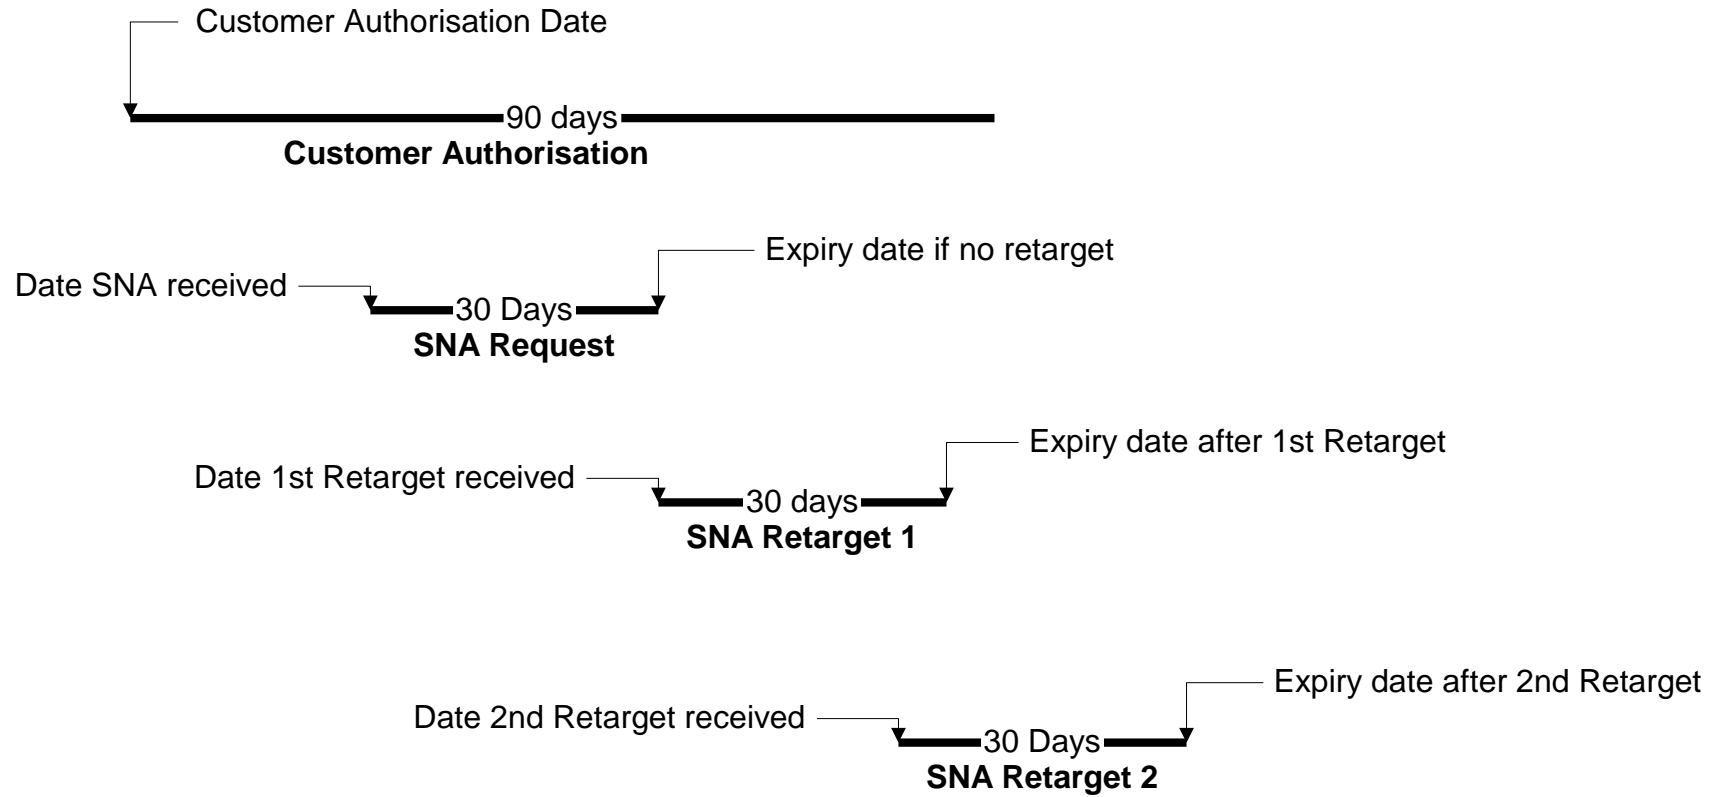 Customer Authorisation Date
90 days
Customer Authorisation
Expiry date if no retarget
Date SNA received
30 Days
SNA Request
Expiry date after 1st Retarget
Date 1st Retarget received
30 days
SNA Retarget 1
Expiry date after 2nd Retarget
Date 2nd Retarget received
30 Days
SNA Retarget 2